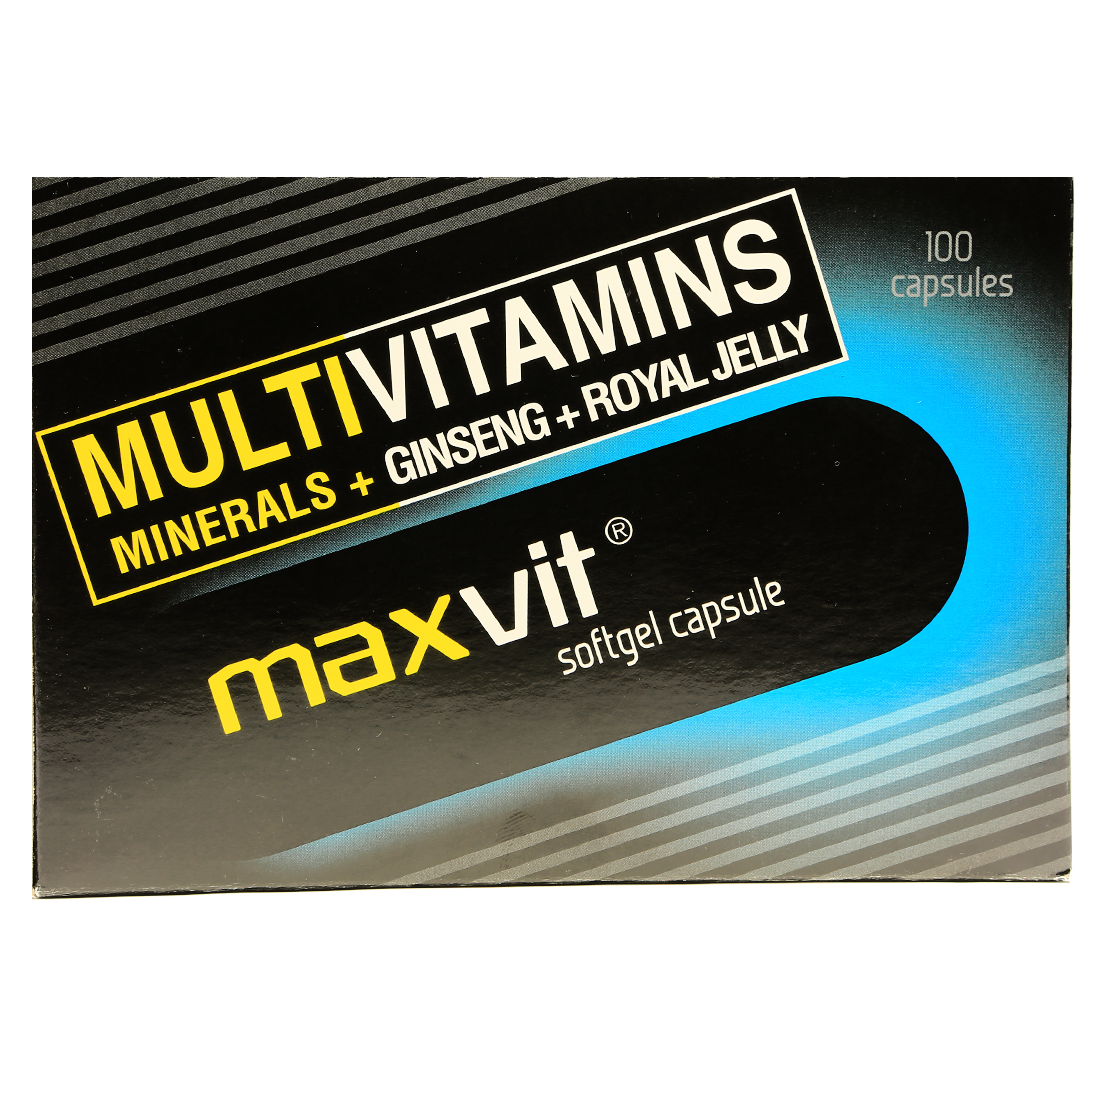 100
capsules
MULTIVITAMINS
MINERALS + GINSENG + ROYAL JELLY
maxvit®
softgel capsule